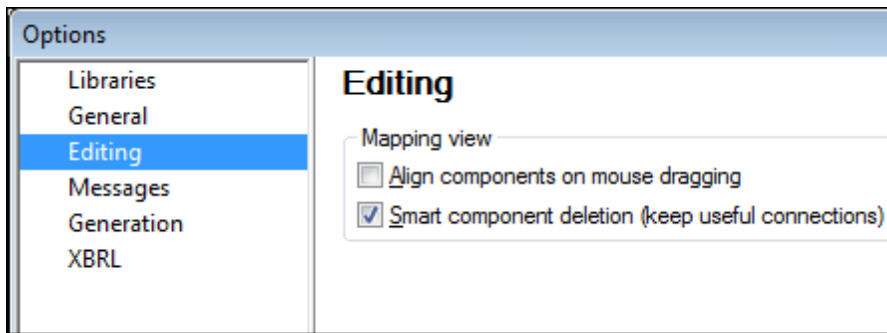 Options
Libraries
General
Editing
Messages
Generation
XBRL
Editing
Mapping view
Align components on mouse dragging
Smart component deletion (keep useful connections)